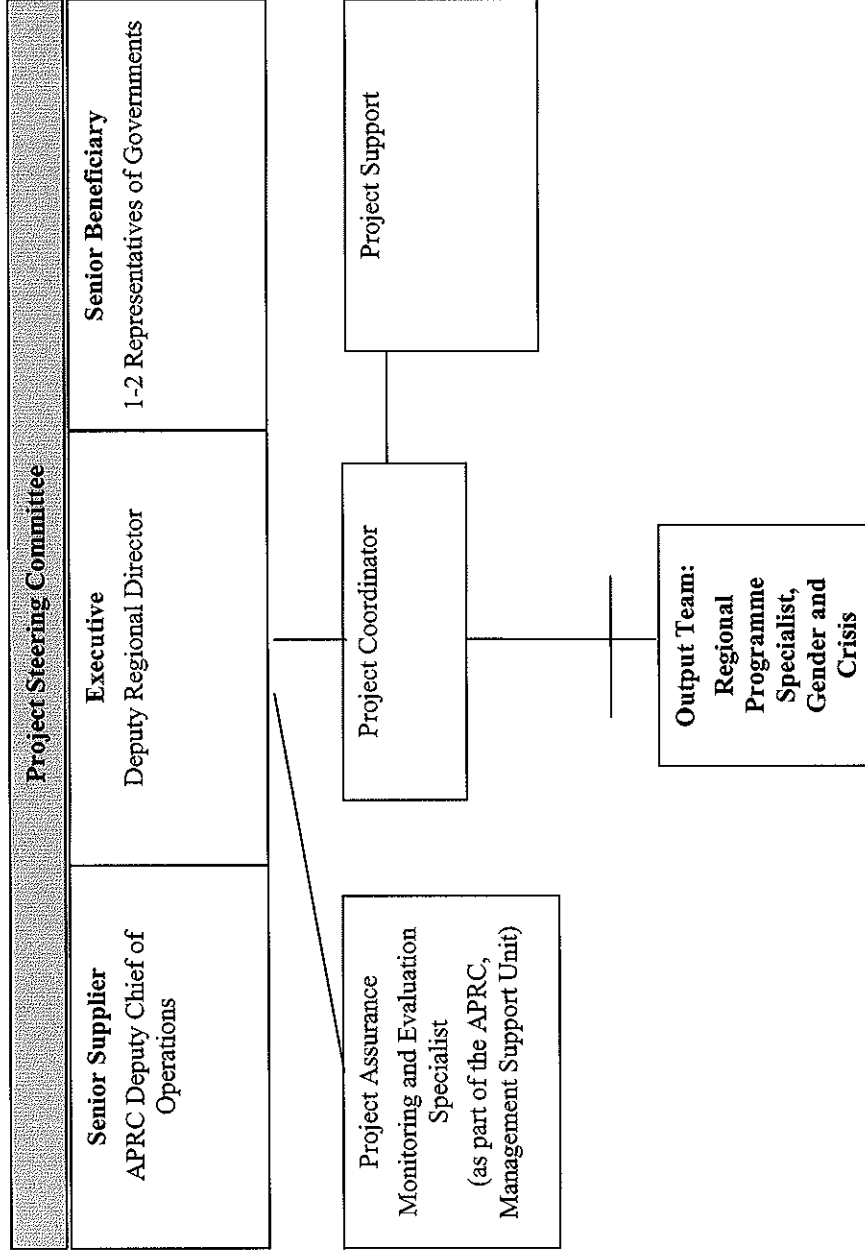 Project Steering Committee
Senior Supplier
APRC Deputy Chief of
Operations
Executive
Deputy Regional Director
Senior Beneficiary
1-2 Representatives of Governments
Project Assurance
Monitoring and Evaluation
Specialist
(as part of the APRC,
Management Support Unit)
Project Coordinator
Project Support
Output Team:
Regional
Programme
Specialist,
Gender and
Crisis